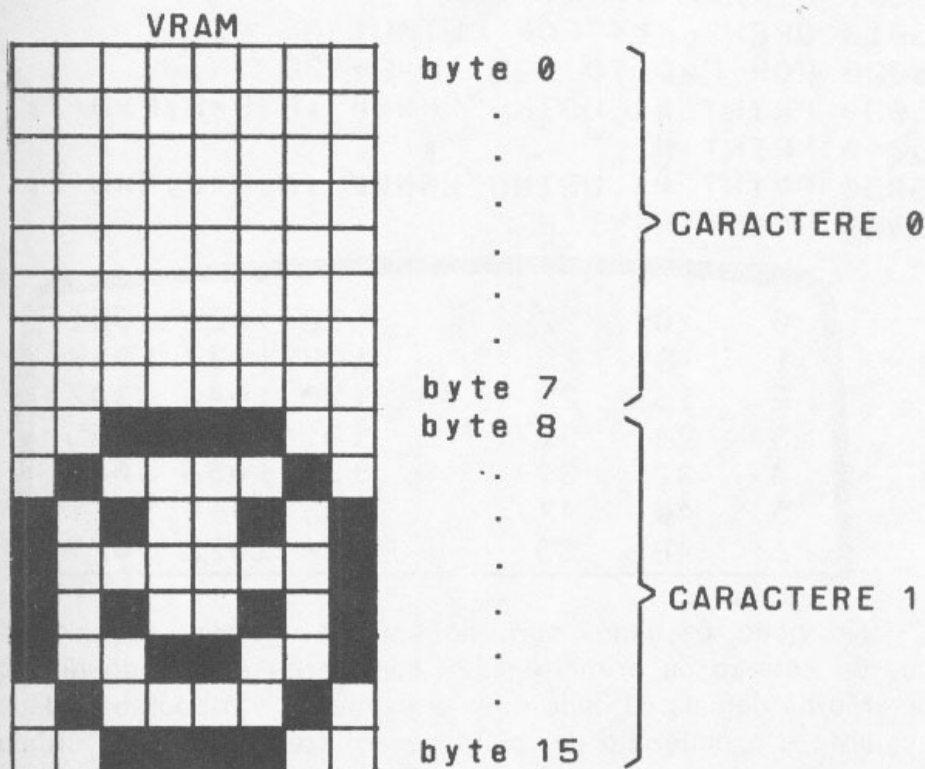 VRAM
byte 0
CARACTERE 0
byte 7
byte 8
CARACTERE 1
byte 15